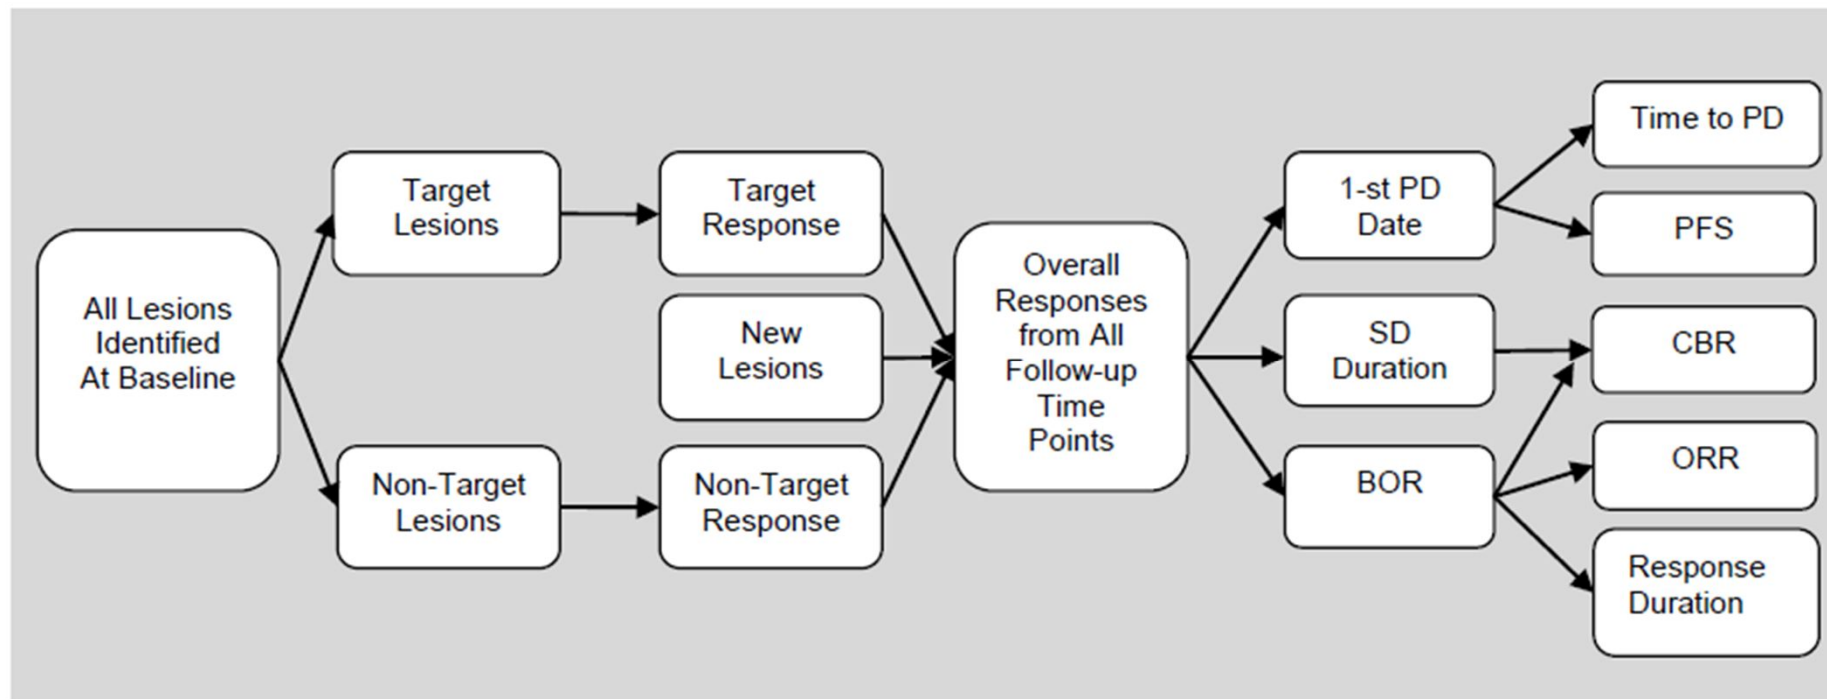 All Lesions
Identified
At Baseline
Target
Lesions
Non-Target
Lesions
Target
Response
New
Lesions
Non-Target
Response
Overall
Responses
from All
Follow-up
Time
Points
1-st PD
Date
SD
Duration
BOR
Time to PD
PFS
CBR
ORR
Response
Duration